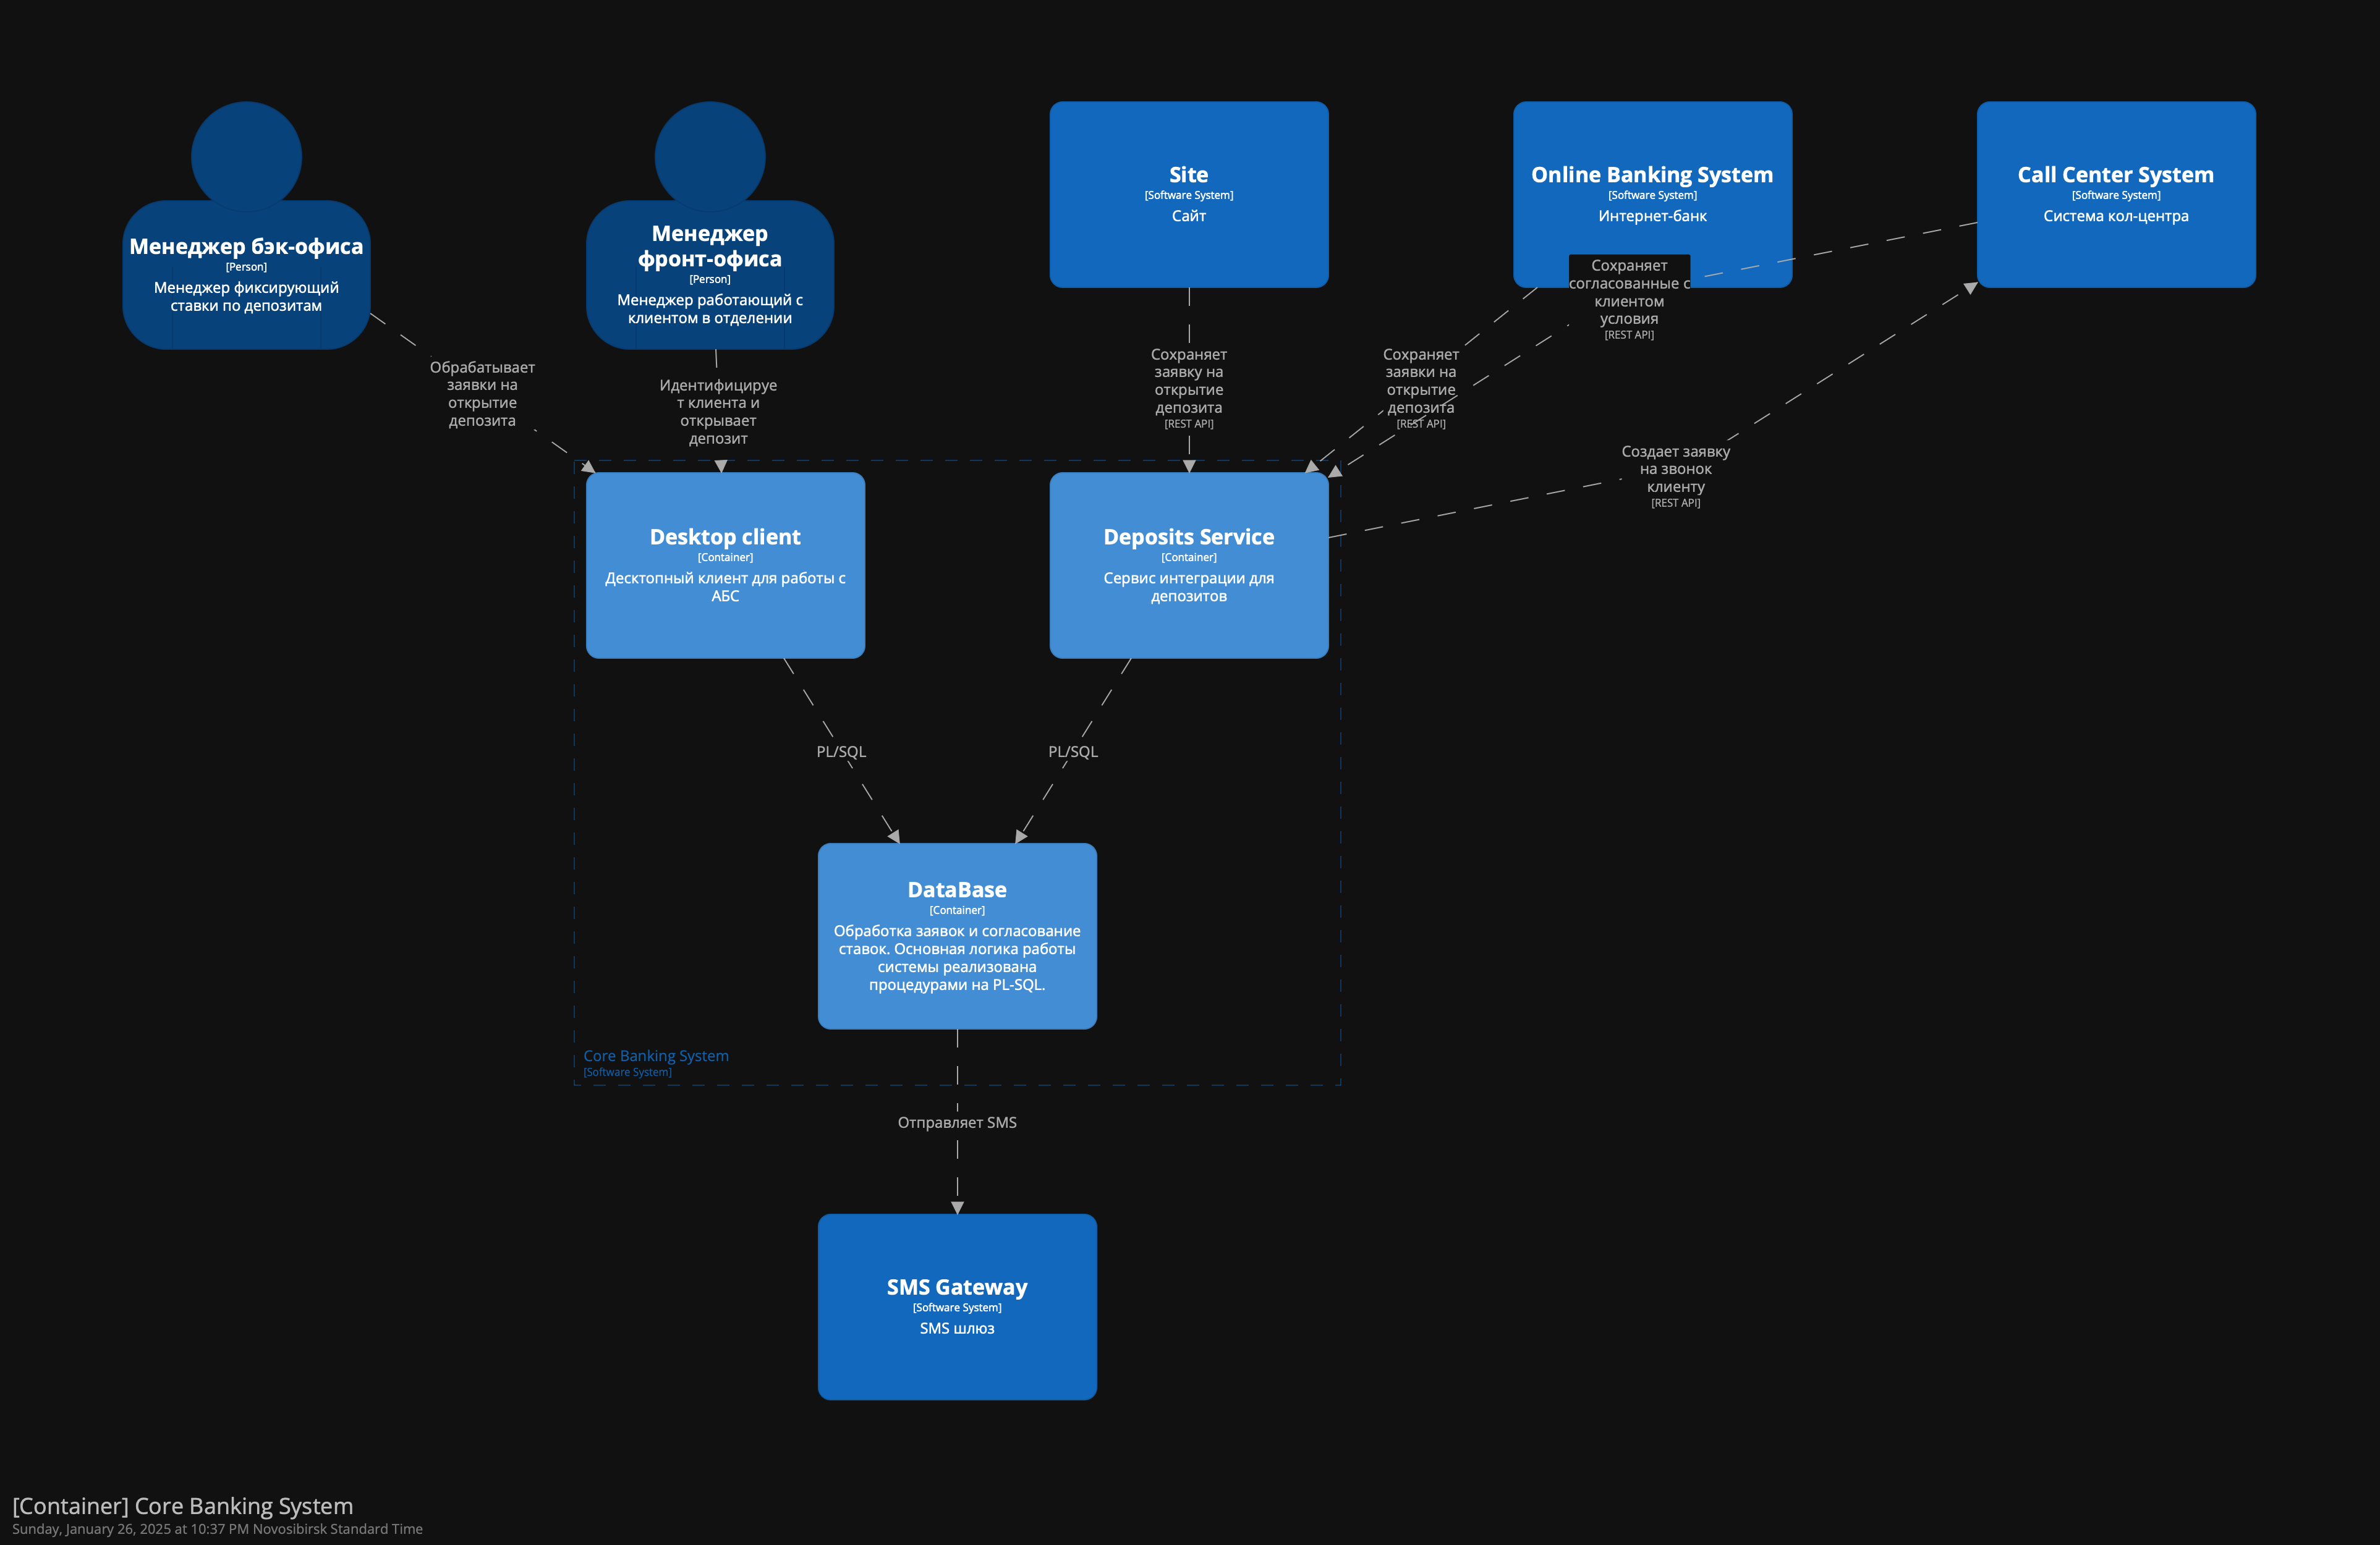 Менеджер бэк-офиса
[Person]
Менеджер фиксирующий
ставки по депозитам
Менеджер
фронт-офиса
[Person]
Менеджер работающий с
клиентом в отделении
Site
[Software System]
Сайт
Online Banking System
[Software System]
Интернет-банк
Call Center System
[Software System]
Система кол-центра
Обрабатывает
заявки на
открытие
депозита
Идентифицируе
т клиента и
открывает
депозит
Сохраняет
заявку на
открытие
депозита
[REST API]
Сохраняет
заявки на
открытие
депозита
[REST API]
Сохраняет
согласованные с
клиентом
условия
[REST API]
Создает заявку
на звонок
клиенту
[REST API]
Desktop client
[Container]
Десктопный клиент для работы с
АБС
Deposits Service
[Container]
Сервис интеграции для
депозитов
PL/SQL
PL/SQL
DataBase
[Container]
Обработка заявок и согласование
ставок. Основная логика работы
системы реализована
процедурами на PL-SQL.
Core Banking System
[Software System]
Отправляет SMS
SMS Gateway
[Software System]
SMS шлюз
[Container] Core Banking System
Sunday, January 26, 2025 at 10:37 PM Novosibirsk Standard Time